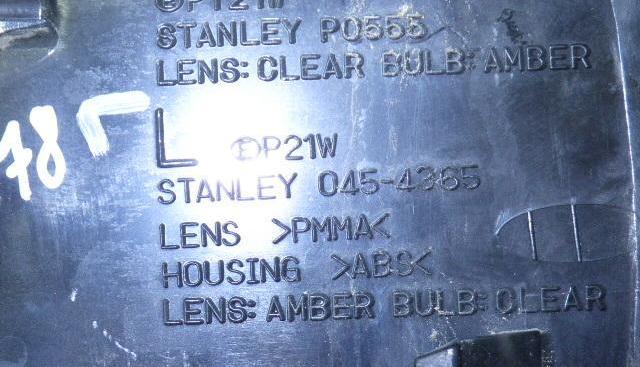 P21W
STANLEY P0555
LENS: CLEAR BULB: AMBER
78
L ①P21W
STANLEY 045-4365
LENS >PMMA<
HOUSING >ABS<
LENS: AMBER BULB: CLEAR